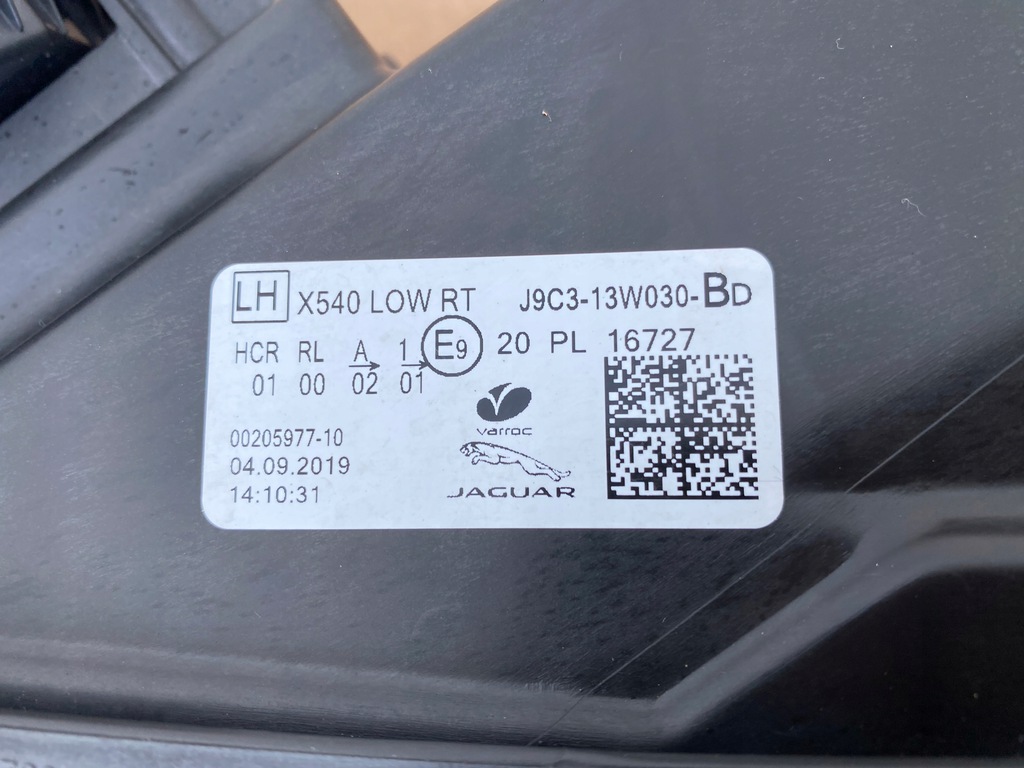 LH X540 LOW RT J9C3-13W030-BD
HCR RL A 1 E9 20 PL 16727
01 00 02 01
varroc
00205977-10
04.09.2019
JAGUAR
14:10:31